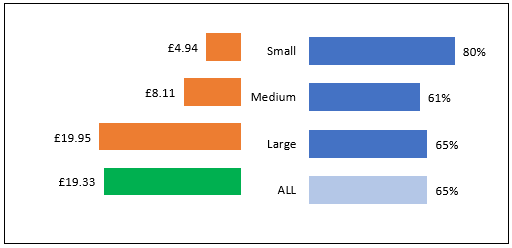 £4.94 Small 80%
£8.11 Medium 61%
£19.95 Large 65%
£19.33 ALL 65%